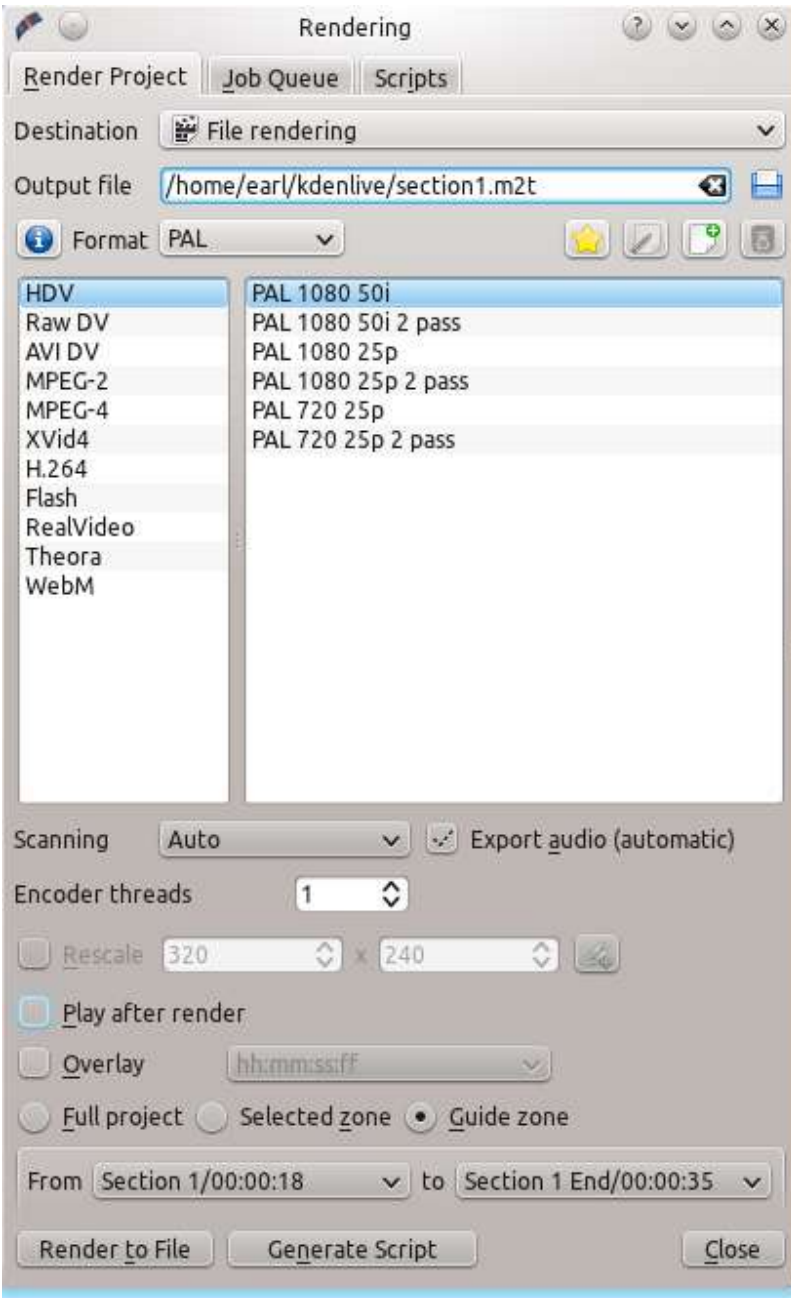 Rendering
Render Project Job Queue Scripts
Destination File rendering
Output file /home/earl/kdenlive/section1.m2t
Format PAL
HDV
Raw DV
AVI DV
MPEG-2
MPEG-4
XVid4
H.264
Flash
RealVideo
Theora
WebM
PAL 1080 50i
PAL 1080 50i 2 pass
PAL 1080 25p
PAL 1080 25p 2 pass
PAL 720 25p
PAL 720 25p 2 pass
Scanning Auto Export audio (automatic)
Encoder threads 1
Rescale 320 x 240
Play after render
Overlay hh:mm:ss:ff
Full project Selected zone Guide zone
From Section 1/00:00:18 to Section 1 End/00:00:35
Render to File Generate Script Close